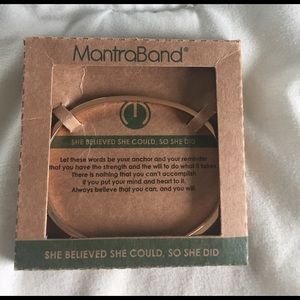 MantraBand®
SHE BELIEVED SHE COULD, SO SHE DID
Let these words be your anchor and your reminder
that you have the strength and the will to do what it takes.
There is nothing that you can't accomplish
if you put your mind and heart to it.
Always believe that you can, and you will.
SHE BELIEVED SHE COULD, SO SHE DID